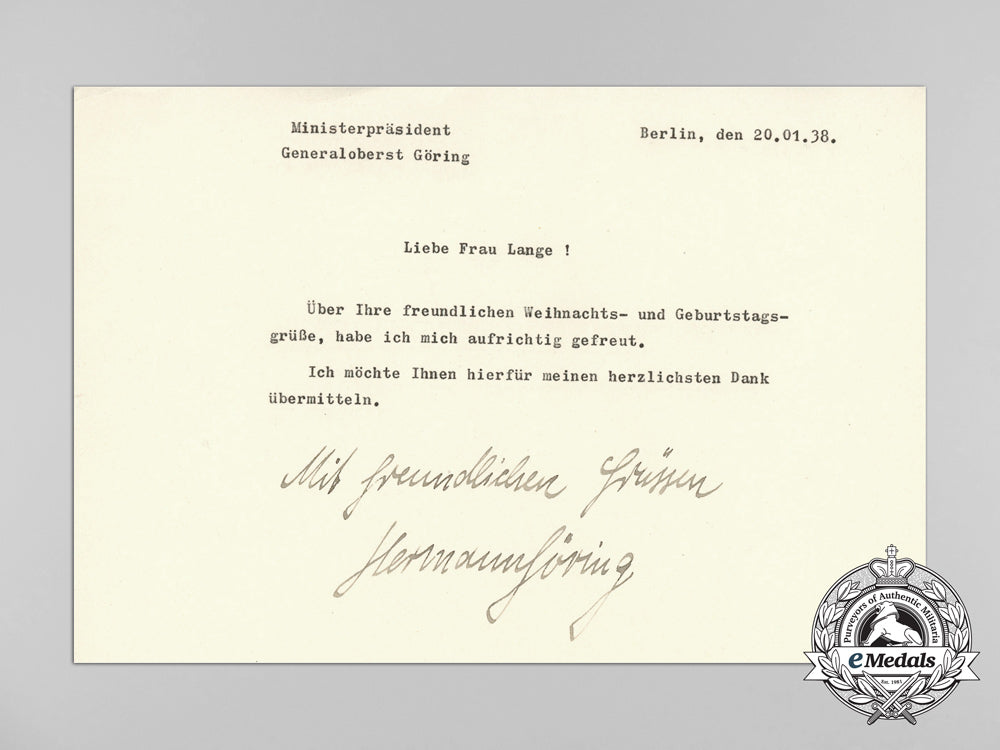 Ministerpräsident
Generaloberst Göring
Berlin, den 20.01.38.
Liebe Frau Lange !
Über Ihre freundlichen Weihnachts- und Geburtstags-
grüße, habe ich mich aufrichtig gefreut.
Ich möchte Ihnen hierfür meinen herzlichsten Dank
übermitteln.
Mit freundlichen Grüssen
Hermann Göring
Purveyors of Authentic Militaria
eMedals
Est. 1981